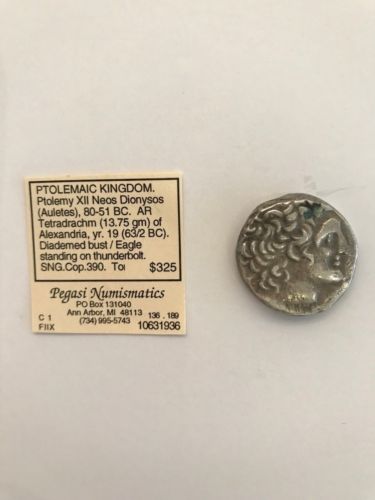 PTOLEMAIC KINGDOM.
Ptolemy XII Neos Dionysos
(Auletes), 80-51 BC. AR
Tetradrachm (13.75 gm) of
Alexandria, yr. 19 (63/2 BC).
Diademed bust / Eagle
standing on thunderbolt.
SNG.Cop.390. $325
Pegasi Numismatics
PO Box 131040
Ann Arbor, MI 48113
C 1 (734) 995-5743 136 . 189
FIIX 10631936